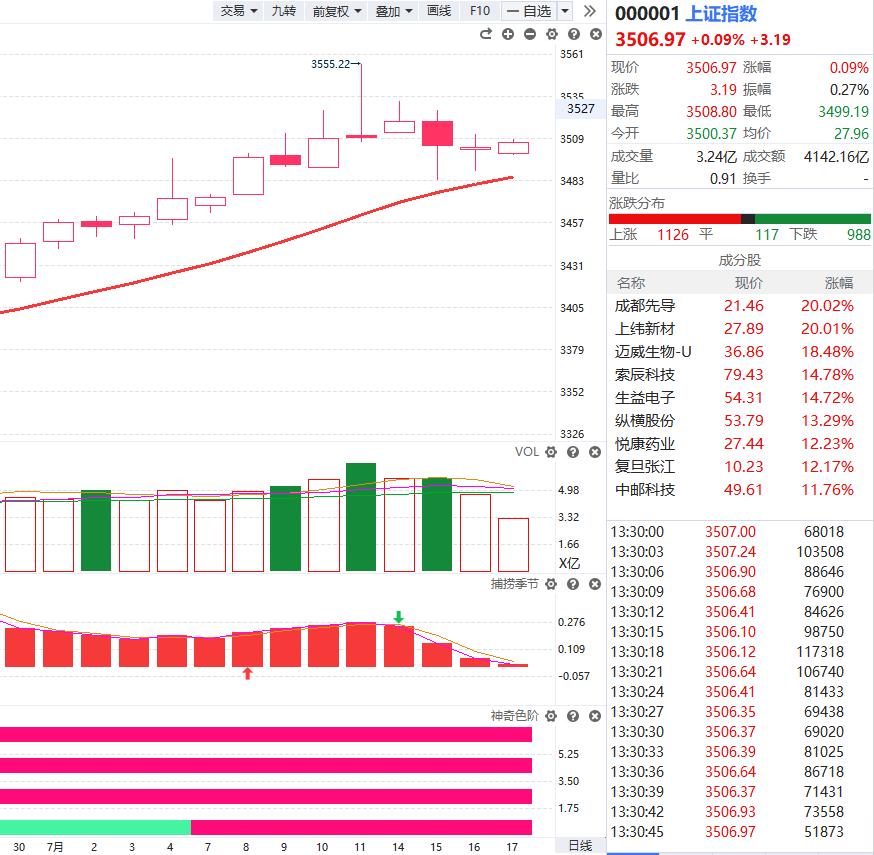 交易 九转 前复权 叠加 画线 F10 一 自选
3555.22→
3561
3535
3527
3509
3483
3457
3431
3405
3379
3352
3326
VOL
4.98
3.32
1.66
X亿
捕捞季节
0.276
0.109
-0.057
神奇色阶
5.25
3.50
1.75
30 7月 2 3 4 7 8 9 10 11 14 15 16 17 日线
000001 上证指数
3506.97 +0.09% +3.19
现价 3506.97 涨幅 0.09%
涨跌 3.19 振幅 0.27%
最高 3508.80 最低 3499.19
今开 3500.37 均价 27.96
成交量 3.24亿 成交额 4142.16亿
量比 0.91 换手 -
涨跌分布
上涨 1126 平 117 下跌 988
成分股
名称 现价 涨幅
成都先导 21.46 20.02%
上纬新材 27.89 20.01%
迈威生物-U 36.86 18.48%
索辰科技 79.43 14.78%
生益电子 54.31 14.72%
纵横股份 53.79 13.29%
悦康药业 27.44 12.23%
复旦张江 10.23 12.17%
中邮科技 49.61 11.76%
13:30:00 3507.00 68018
13:30:03 3507.24 103508
13:30:06 3506.90 88646
13:30:09 3506.68 76900
13:30:12 3506.41 84626
13:30:15 3506.10 98750
13:30:18 3506.12 117318
13:30:21 3506.64 106740
13:30:24 3506.41 81433
13:30:27 3506.35 69438
13:30:30 3506.37 69020
13:30:33 3506.39 81025
13:30:36 3506.64 86718
13:30:39 3506.37 71431
13:30:42 3506.93 73558
13:30:45 3506.97 51873